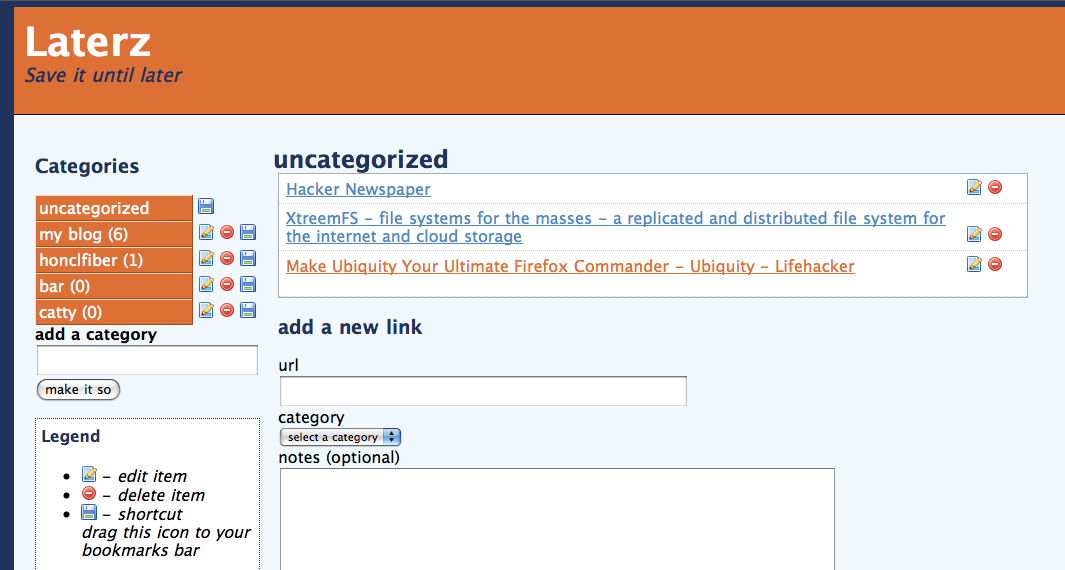 Laterz
Save it until later
Categories
uncategorized
my blog (6)
honclfiber (1)
bar (0)
catty (0)
add a category
make it so
Legend
– edit item
– delete item
– shortcut
drag this icon to your
bookmarks bar
uncategorized
Hacker Newspaper
XtreemFS – file systems for the masses – a replicated and distributed file system for
the internet and cloud storage
Make Ubiquity Your Ultimate Firefox Commander – Ubiquity – Lifehacker
add a new link
url
category
select a category
notes (optional)